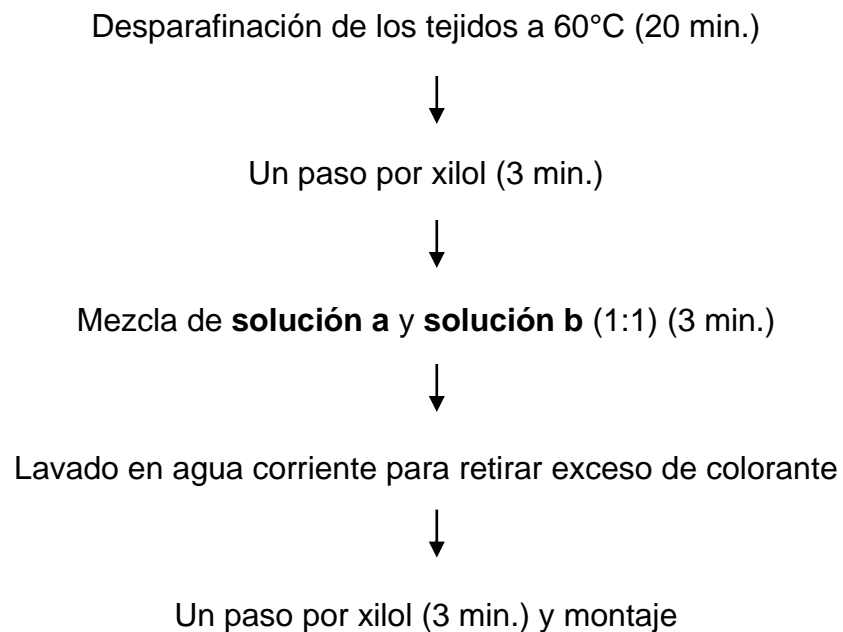 Desparafinación de los tejidos a 60°C (20 min.)
Un paso por xilol (3 min.)
Mezcla de solución a y solución b (1:1) (3 min.)
Lavado en agua corriente para retirar exceso de colorante
Un paso por xilol (3 min.) y montaje